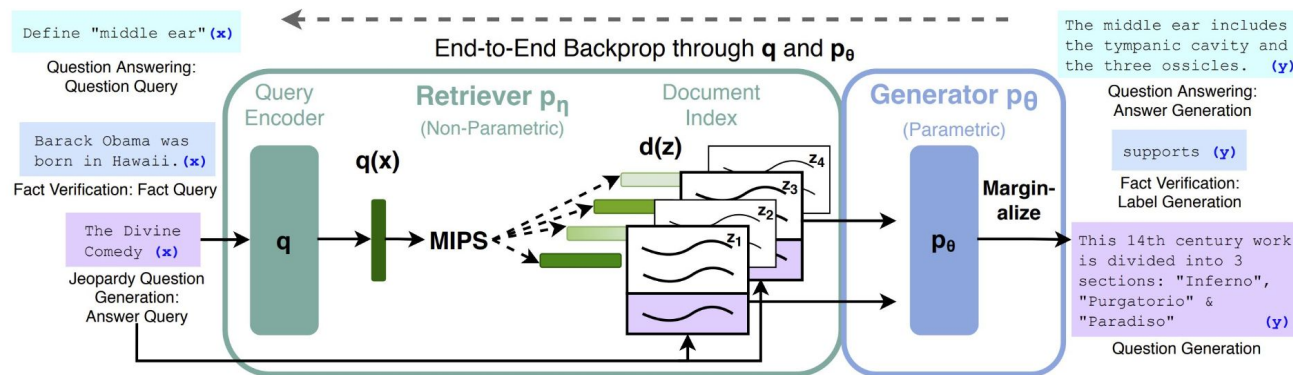 Define "middle ear" (x)
Question Answering:
Question Query
Barack Obama was
born in Hawaii. (x)
Fact Verification: Fact Query
The Divine
Comedy (x)
Jeopardy Question
Generation:
Answer Query
End-to-End Backprop through q and pθ
Query
Encoder
q
Retriever pη
(Non-Parametric)
q(x)
MIPS
Document
Index
d(z)
z4
z3
z2
z1
Generator pθ
(Parametric)
pθ
Margin-
alize
The middle ear includes
the tympanic cavity and
the three ossicles. (y)
Question Answering:
Answer Generation
supports (y)
Fact Verification:
Label Generation
This 14th century work
is divided into 3
sections: "Inferno",
"Purgatorio" &
"Paradiso" (y)
Question Generation